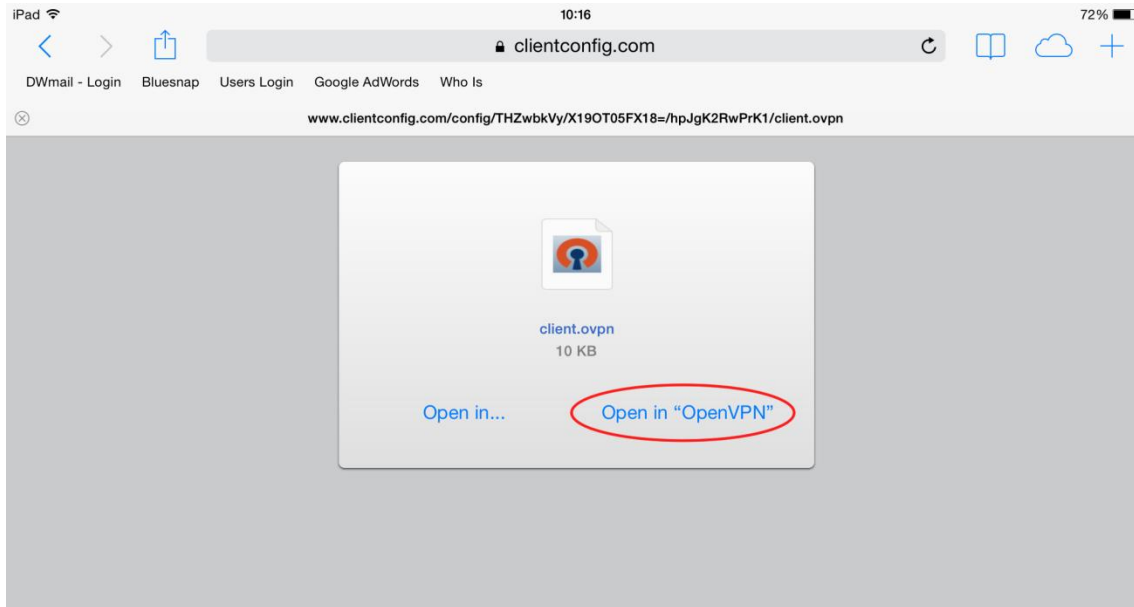 iPad 10:16 72%
clientconfig.com
DWmail - Login Bluesnap Users Login Google AdWords Who Is
www.clientconfig.com/config/THZwbkVy/X19OT05FX18=/hpJgK2RwPrK1/client.ovpn
client.ovpn
10 KB
Open in... Open in “OpenVPN”